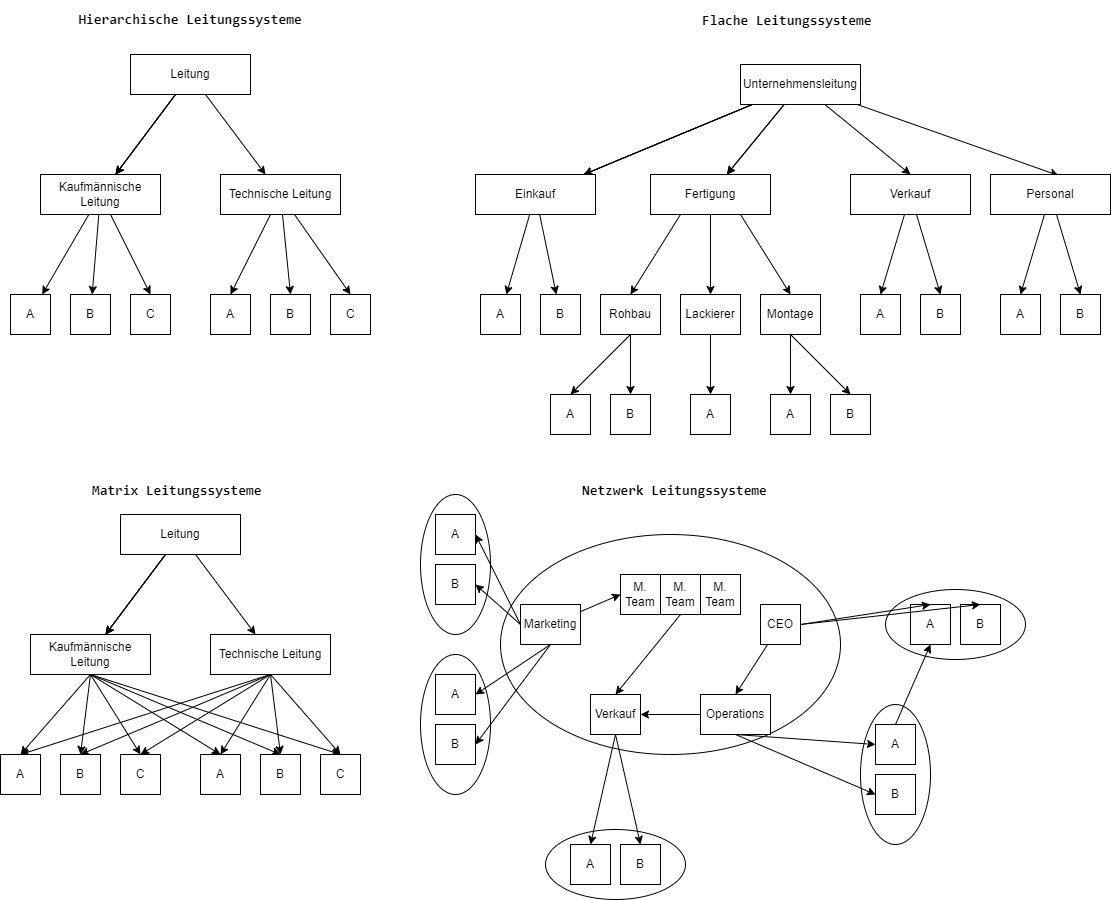 Hierarchische Leitungssysteme
Leitung
Kaufmännische
Leitung
Technische Leitung
A
B
C
A
B
C
Flache Leitungssysteme
Unternehmensleitung
Einkauf
Fertigung
Verkauf
Personal
A
B
Rohbau
Lackierer
Montage
A
B
A
B
A
B
A
A
B
Matrix Leitungssysteme
Leitung
Kaufmännische
Leitung
Technische Leitung
A
B
C
A
B
C
Netzwerk Leitungssysteme
A
B
M.
Team
M.
Team
M.
Team
Marketing
CEO
A
B
A
B
Verkauf
Operations
A
B
A
B